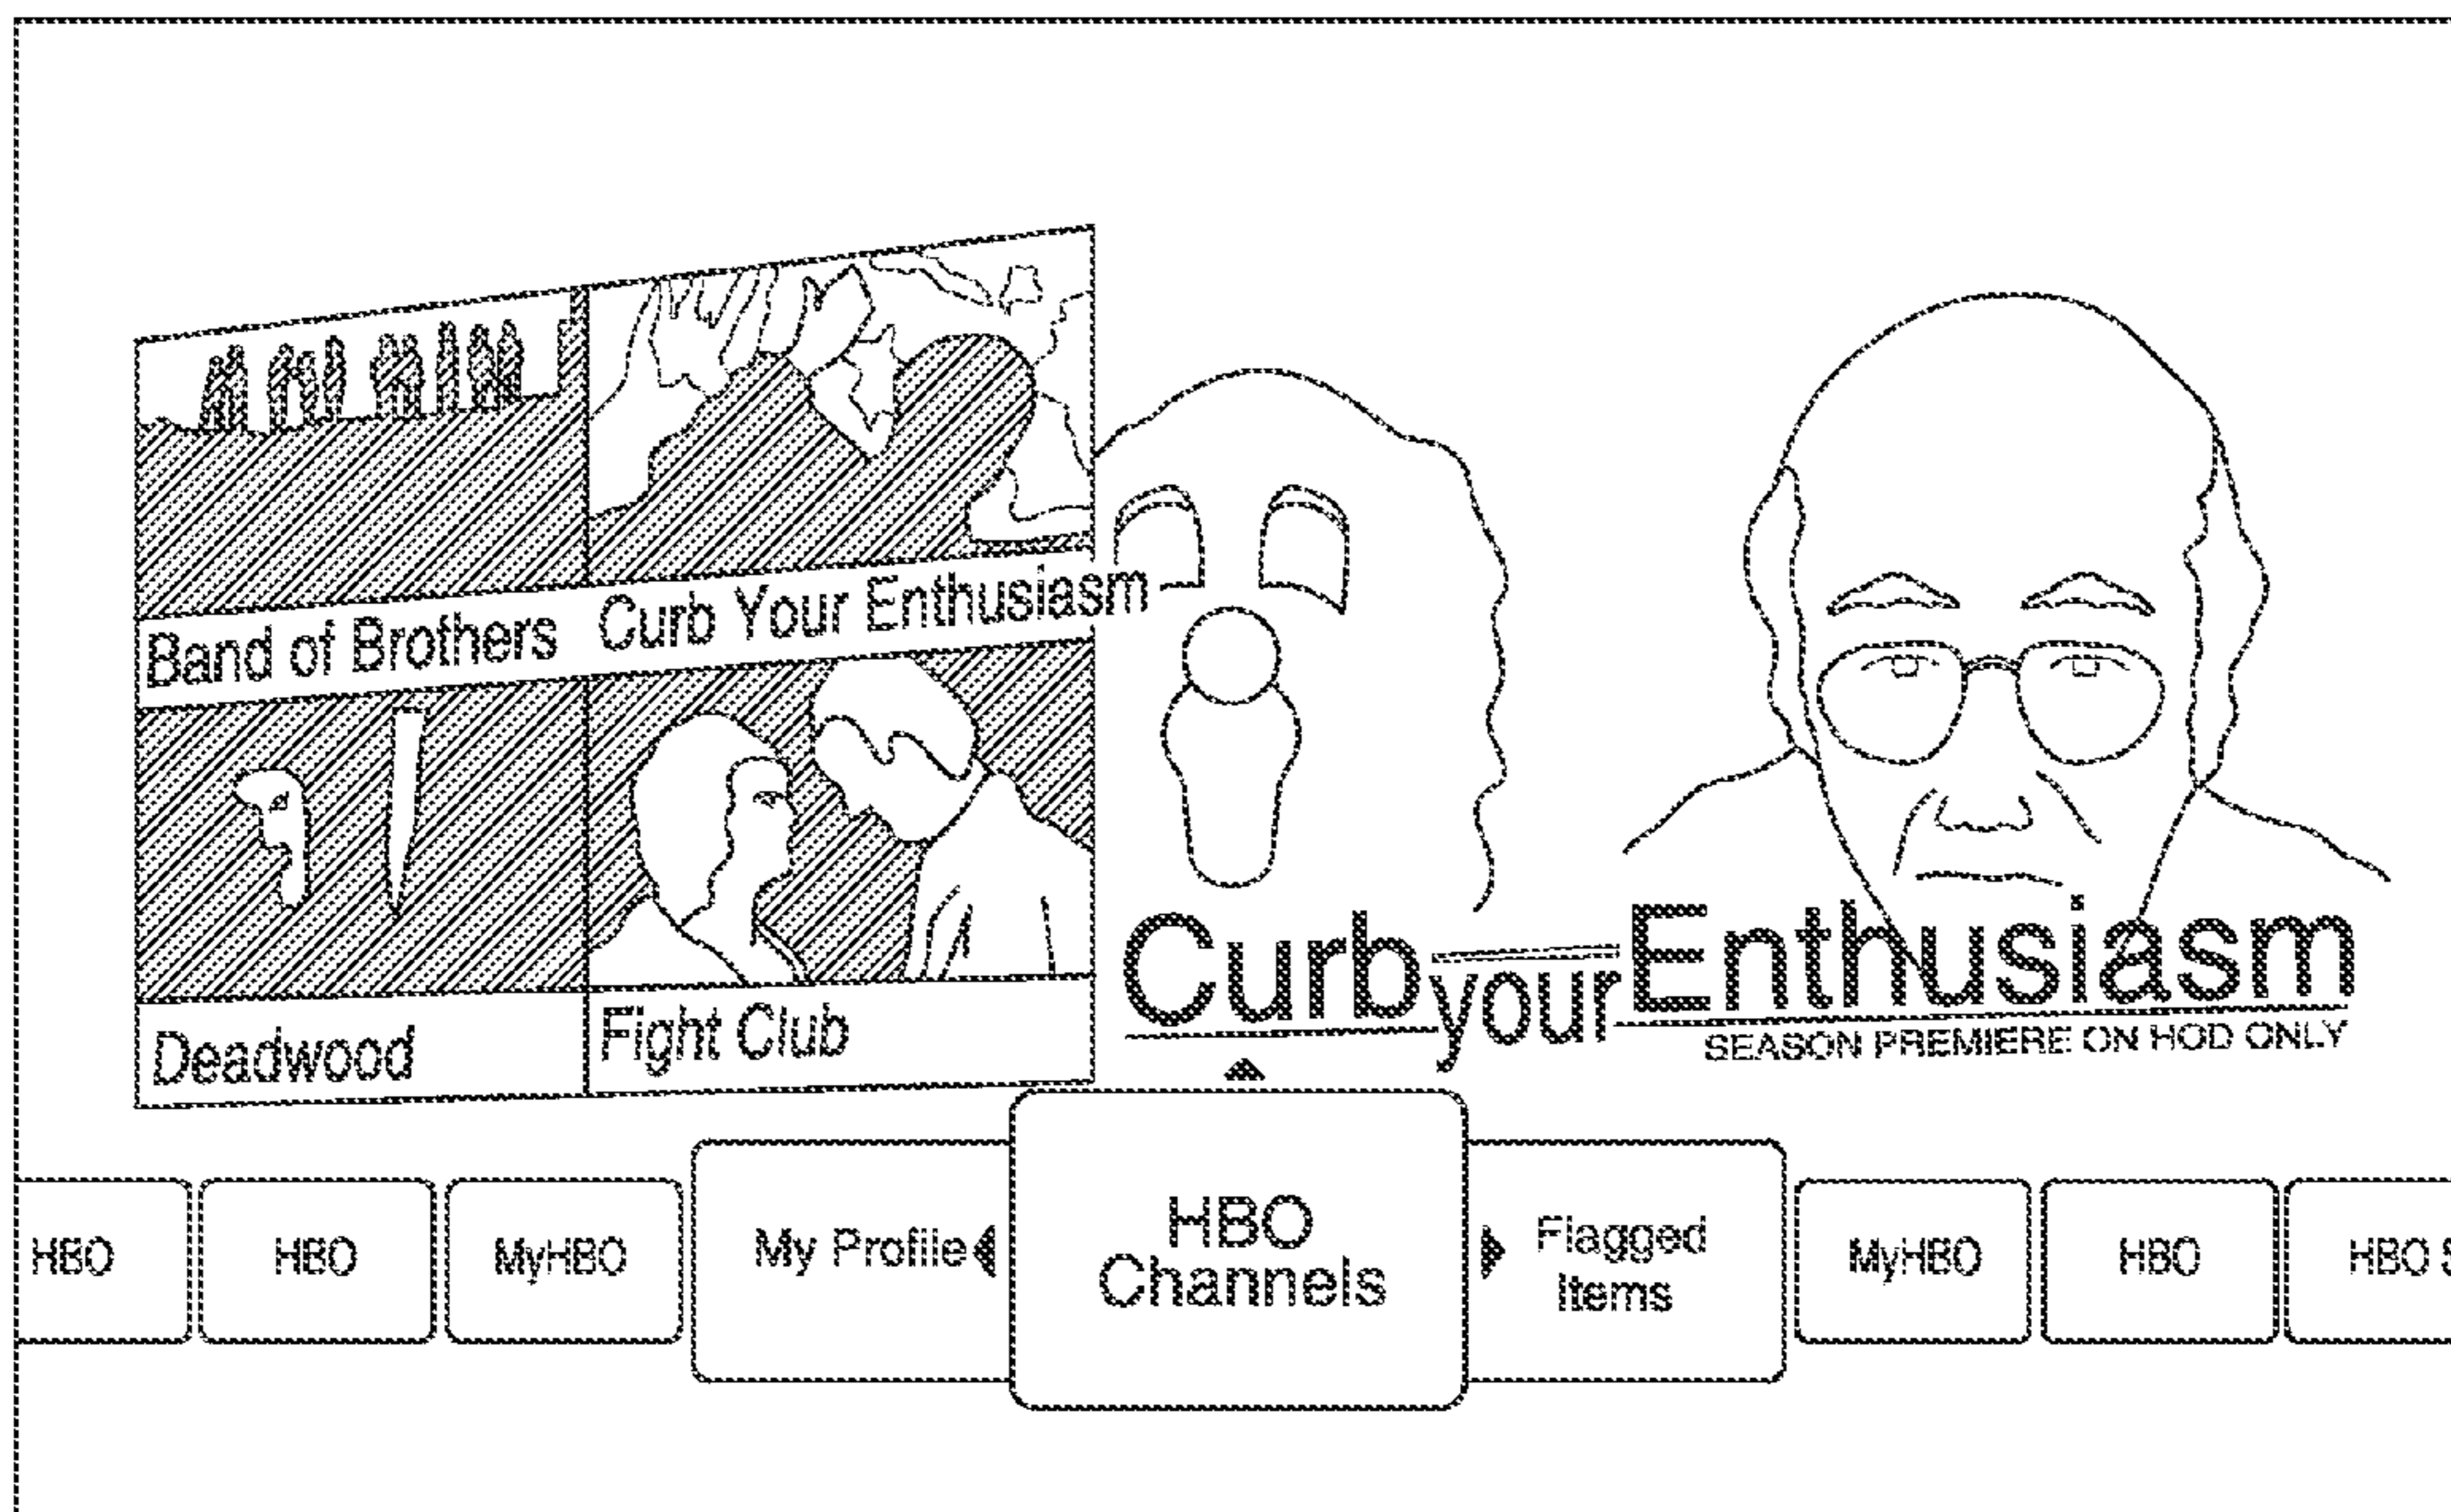 Band of Brothers
Curb Your Enthusiasm
Deadwood
Fight Club
Curb your Enthusiasm
SEASON PREMIERE ON HOD ONLY
HBO
HBO
MyHBO
My Profile
HBO
Channels
Flagged
Items
MyHBO
HBO
HBO S